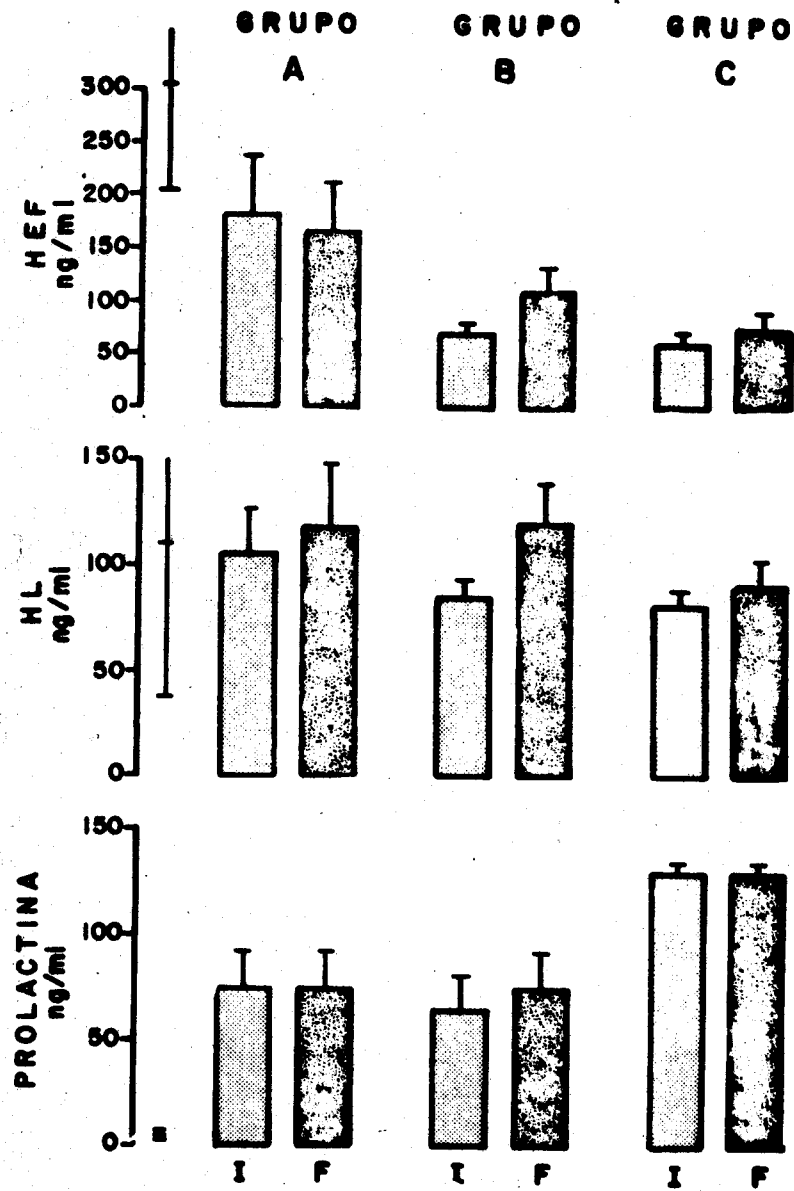 GRUPO GRUPO GRUPO
A B C
HEF
ng/ml
300
250
200
150
100
50
0
HL
ng/ml
150
100
50
0
PROLACTINA
ng/ml
150
100
50
0
I F I F I F